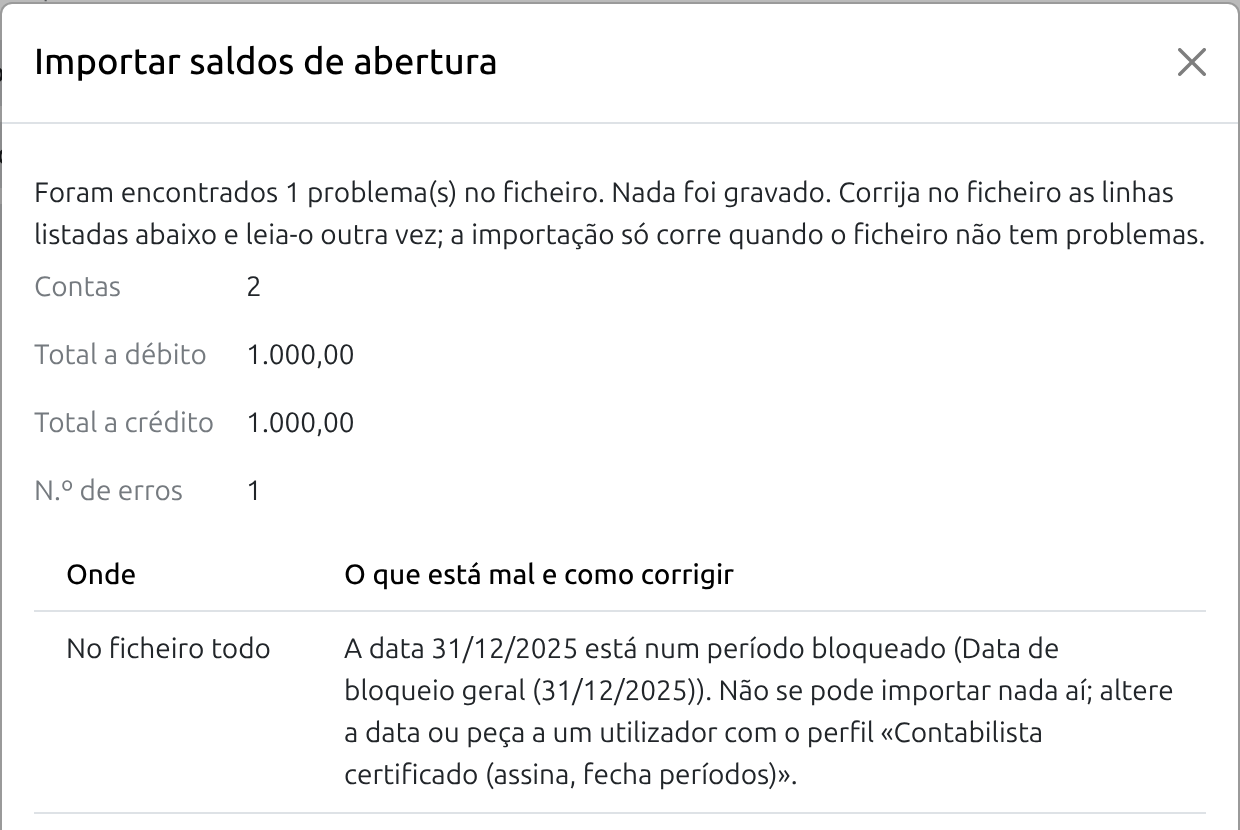 Importar saldos de abertura
Foram encontrados 1 problema(s) no ficheiro. Nada foi gravado. Corrija no ficheiro as linhas
listadas abaixo e leia-o outra vez; a importação só corre quando o ficheiro não tem problemas.
Contas 2
Total a débito 1.000,00
Total a crédito 1.000,00
N.º de erros 1
Onde O que está mal e como corrigir
No ficheiro todo A data 31/12/2025 está num período bloqueado (Data de
bloqueio geral (31/12/2025)). Não se pode importar nada aí; altere
a data ou peça a um utilizador com o perfil «Contabilista
certificado (assina, fecha períodos)».